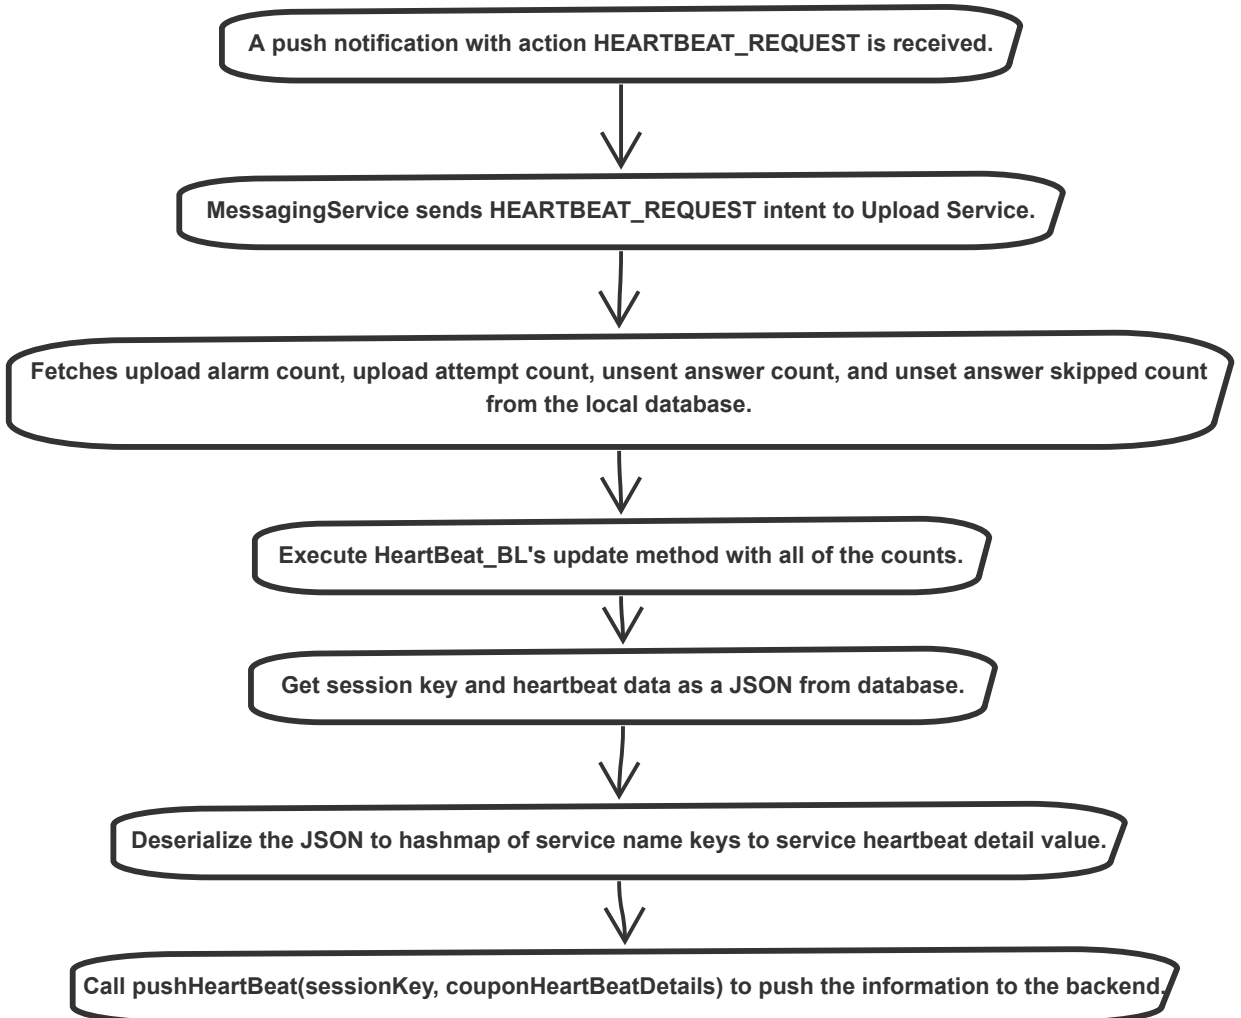 A push notification with action HEARTBEAT_REQUEST is received.
MessagingService sends HEARTBEAT_REQUEST intent to Upload Service.
Fetches upload alarm count, upload attempt count, unsent answer count, and unset answer skipped count
from the local database.
Execute HeartBeat_BL's update method with all of the counts.
Get session key and heartbeat data as a JSON from database.
Deserialize the JSON to hashmap of service name keys to service heartbeat detail value.
Call pushHeartBeat(sessionKey, couponHeartBeatDetails) to push the information to the backend.